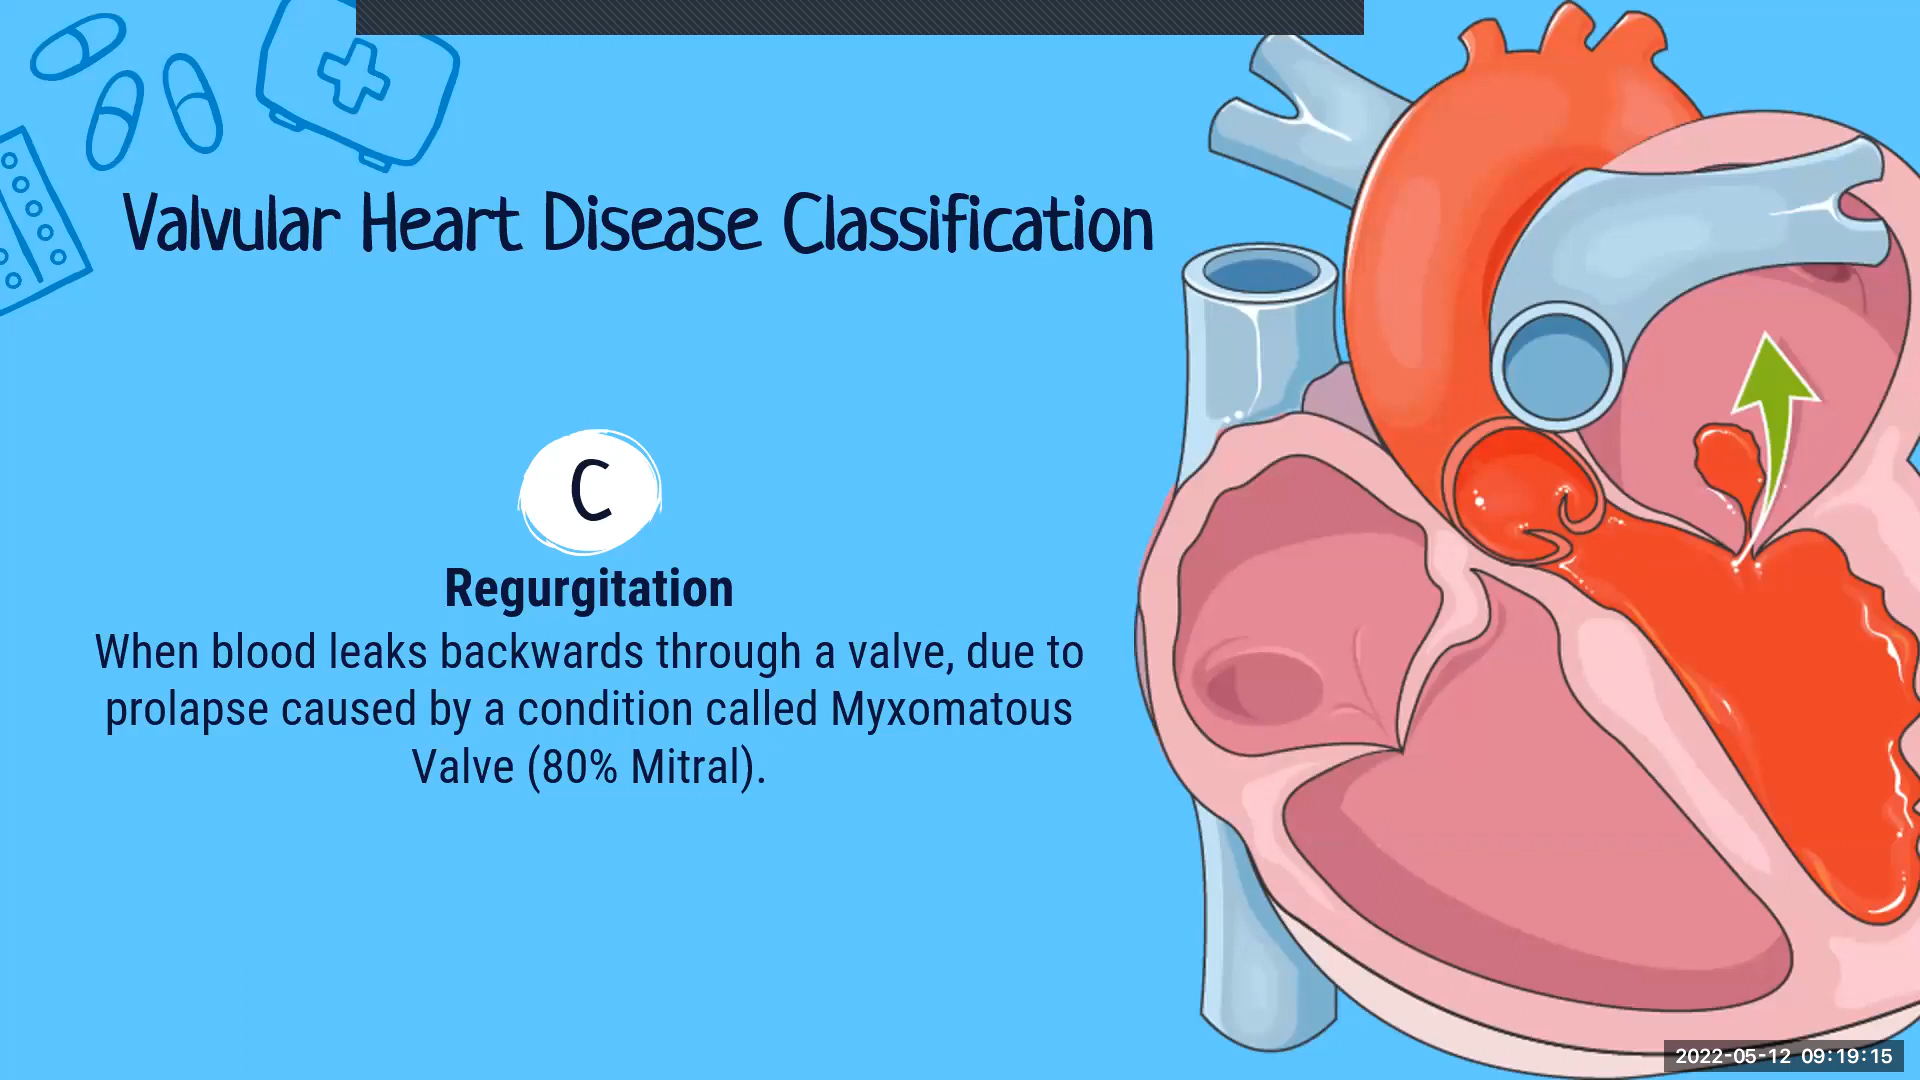 Valvular Heart Disease Classification
C
Regurgitation
When blood leaks backwards through a valve, due to
prolapse caused by a condition called Myxomatous
Valve (80% Mitral).
2022-05-12 09:19:15